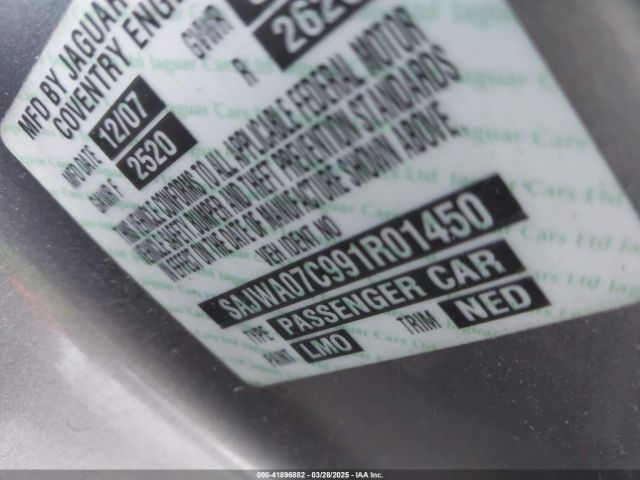 MFD BY JAGUAR
COVENTRY ENG
MFD DATE 12/07 GVWR
GAWR F 2520 R 262
THIS VEHICLE CONFORMS TO ALL APPLICABLE FEDERAL MOTOR
VEHICLE SAFETY BUMPER AND THEFT PREVENTION STANDARDS
IN EFFECT ON THE DATE OF MANUFACTURE SHOWN ABOVE.
VEH IDENT NO
SAJWA07C991R01450
TYPE PASSENGER CAR
PAINT LMO TRIM NED
000-41896882 - 03/28/2025 - IAA Inc.